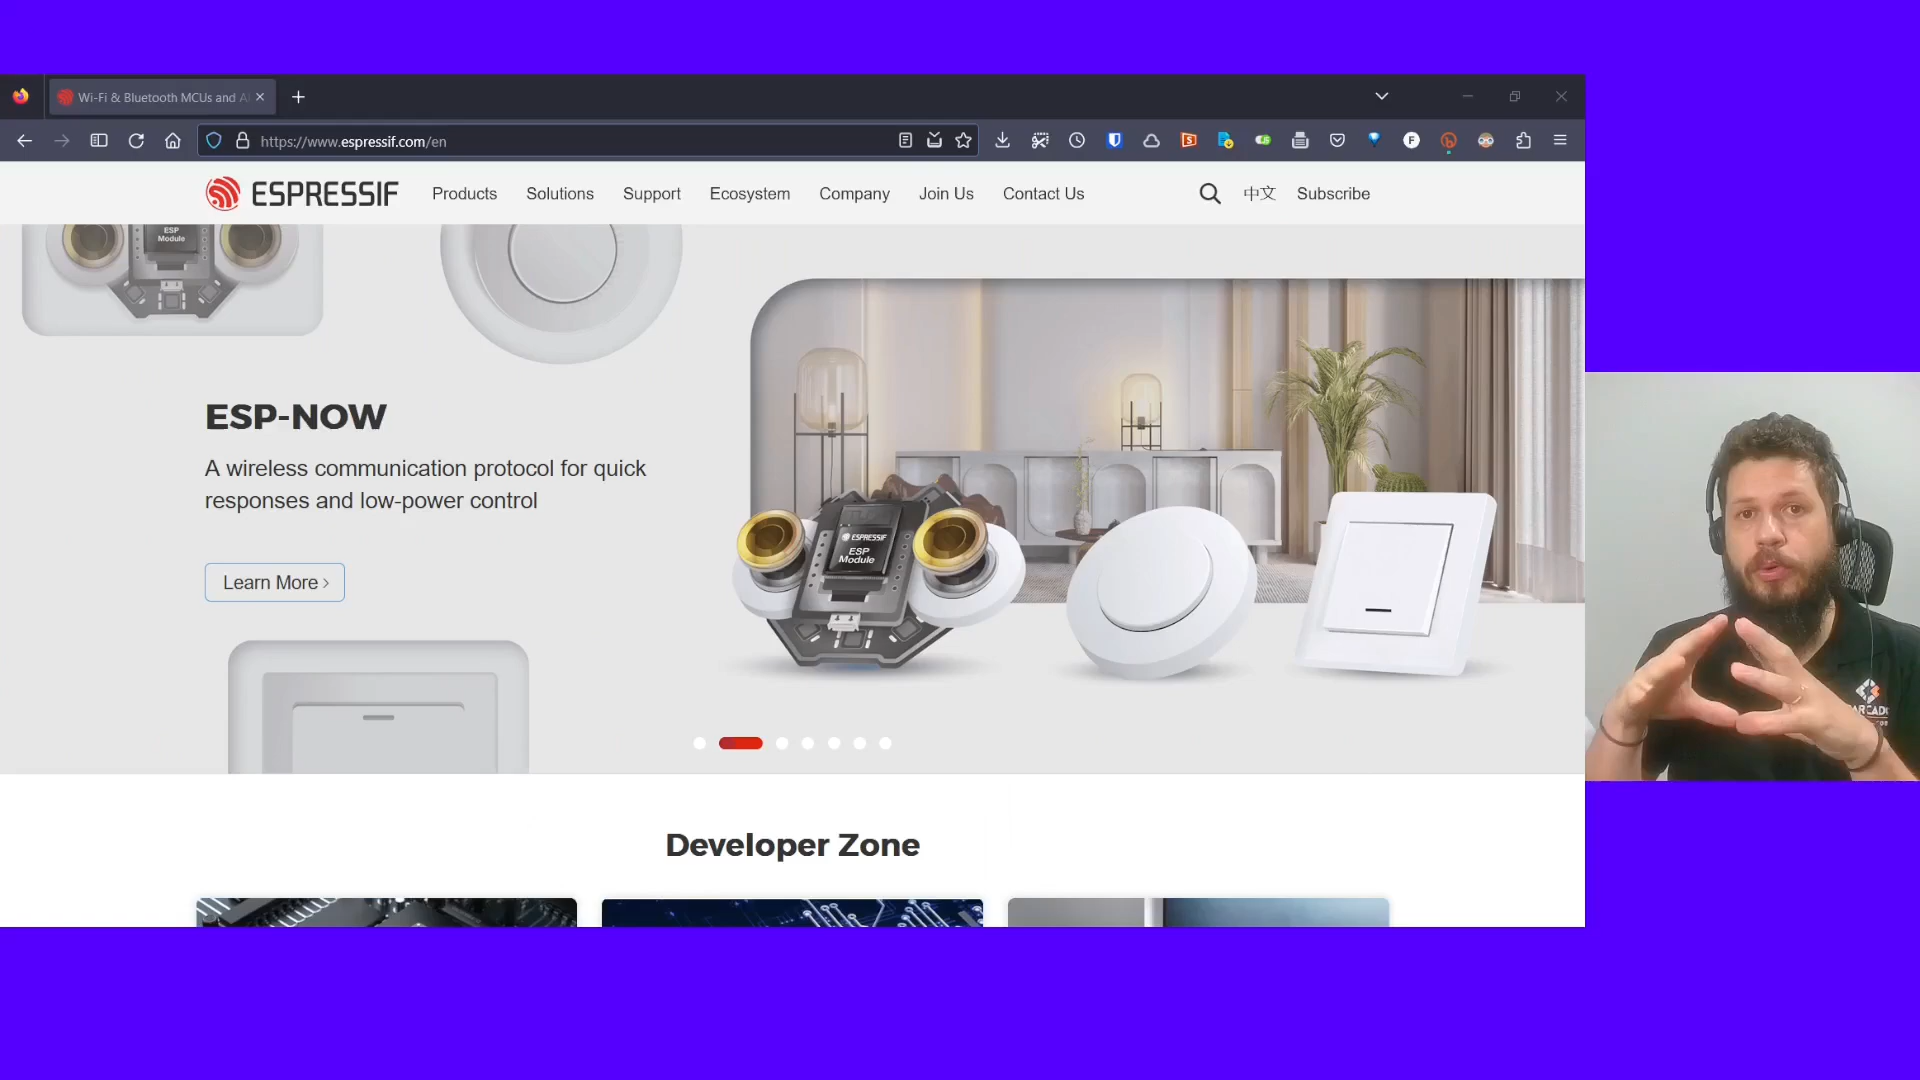 Wi-Fi & Bluetooth MCUs and AI
https://www.espressif.com/en
ESPRESSIF
Products
Solutions
Support
Ecosystem
Company
Join Us
Contact Us
中文
Subscribe
ESP
Module
ESP-NOW
A wireless communication protocol for quick
responses and low-power control
Learn More
ESPRESSIF
ESP
Module
Developer Zone